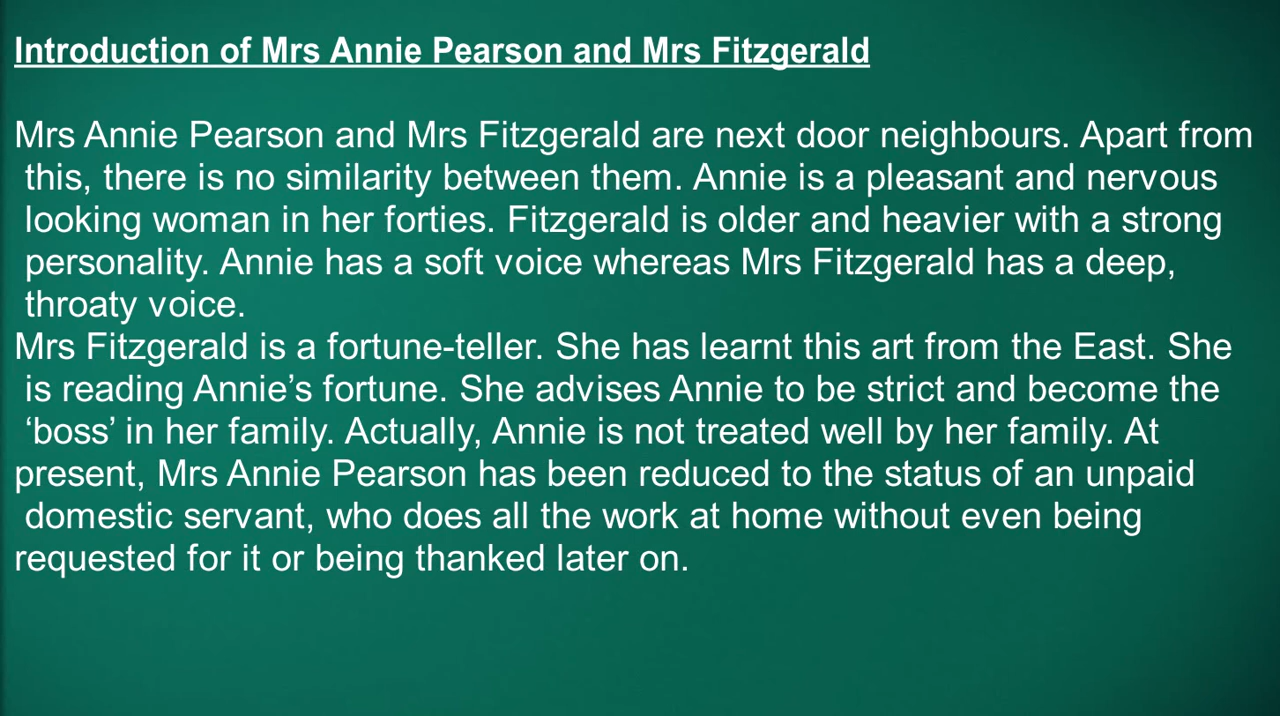 Introduction of Mrs Annie Pearson and Mrs Fitzgerald
Mrs Annie Pearson and Mrs Fitzgerald are next door neighbours. Apart from
this, there is no similarity between them. Annie is a pleasant and nervous
looking woman in her forties. Fitzgerald is older and heavier with a strong
personality. Annie has a soft voice whereas Mrs Fitzgerald has a deep,
throaty voice.
Mrs Fitzgerald is a fortune-teller. She has learnt this art from the East. She
is reading Annie’s fortune. She advises Annie to be strict and become the
‘boss’ in her family. Actually, Annie is not treated well by her family. At
present, Mrs Annie Pearson has been reduced to the status of an unpaid
domestic servant, who does all the work at home without even being
requested for it or being thanked later on.